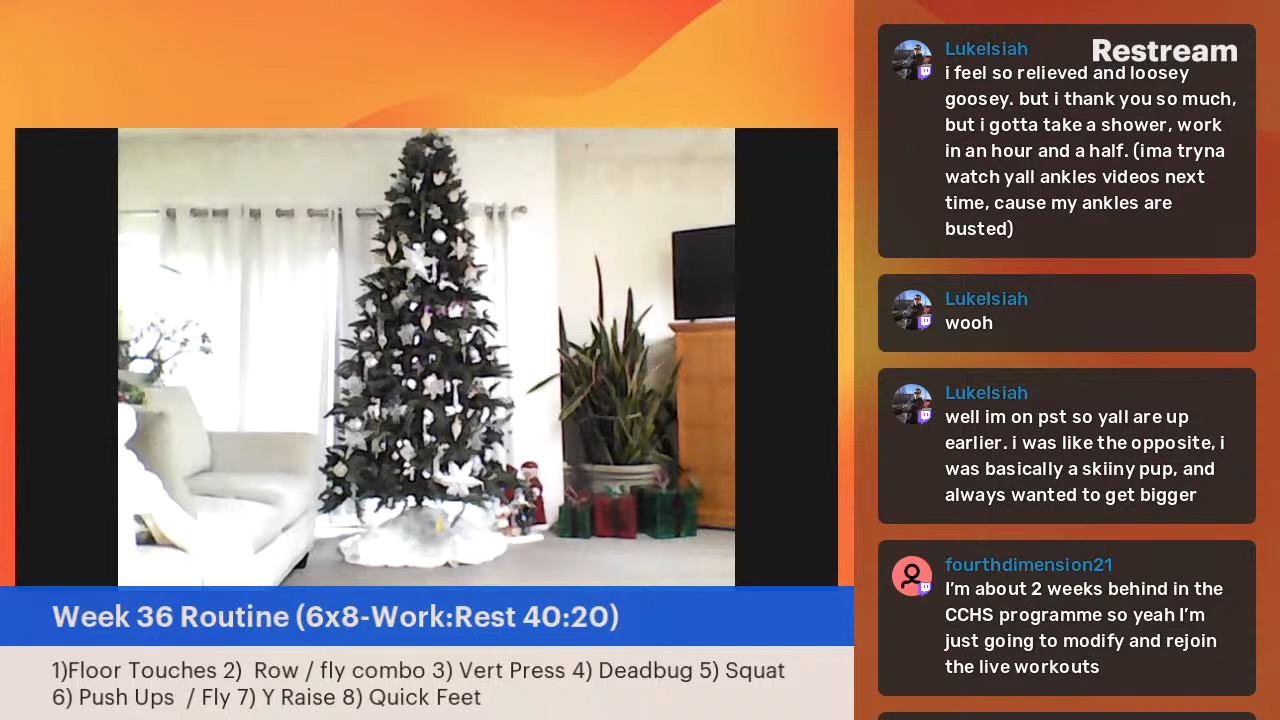 Week 36 Routine (6x8-Work:Rest 40:20)
1)Floor Touches 2) Row / fly combo 3) Vert Press 4) Deadbug 5) Squat
6) Push Ups / Fly 7) Y Raise 8) Quick Feet
Restream
LukeIsiah
i feel so relieved and loosey
goosey. but i thank you so much,
but i gotta take a shower, work
in an hour and a half. (ima tryna
watch yall ankles videos next
time, cause my ankles are
busted)
LukeIsiah
wooh
LukeIsiah
well im on pst so yall are up
earlier. i was like the opposite, i
was basically a skiiny pup, and
always wanted to get bigger
fourthdimension21
I'm about 2 weeks behind in the
CCHS programme so yeah I'm
just going to modify and rejoin
the live workouts